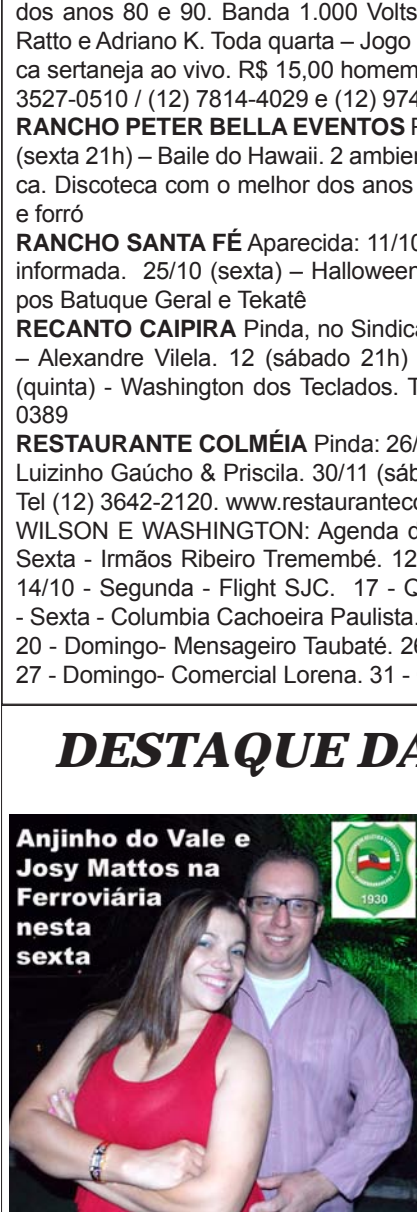 dos anos 80 e 90. Banda 1.000 Volts
Ratto e Adriano K. Toda quarta – Jogo
ca sertaneja ao vivo. R$ 15,00 homem
3527-0510 / (12) 7814-4029 e (12) 974
RANCHO PETER BELLA EVENTOS
(sexta 21h) – Baile do Hawaii. 2 ambien
ca. Discoteca com o melhor dos anos
e forró
RANCHO SANTA FÉ Aparecida: 11/10
informada. 25/10 (sexta) – Halloween
pos Batuque Geral e Tekatê
RECANTO CAIPIRA Pinda, no Sindica
– Alexandre Vilela. 12 (sábado 21h)
(quinta) - Washington dos Teclados. T
0389
RESTAURANTE COLMÉIA Pinda: 26/
Luizinho Gaúcho & Priscila. 30/11 (sáb
Tel (12) 3642-2120. www.restauranteco
WILSON E WASHINGTON: Agenda d
Sexta - Irmãos Ribeiro Tremembé. 12
14/10 - Segunda - Flight SJC. 17 - Q
- Sexta - Columbia Cachoeira Paulista.
20 - Domingo- Mensageiro Taubaté. 26
27 - Domingo- Comercial Lorena. 31 -
DESTAQUE DA
Anjinho do Vale e
Josy Mattos na
Ferroviária
nesta
sexta
1930